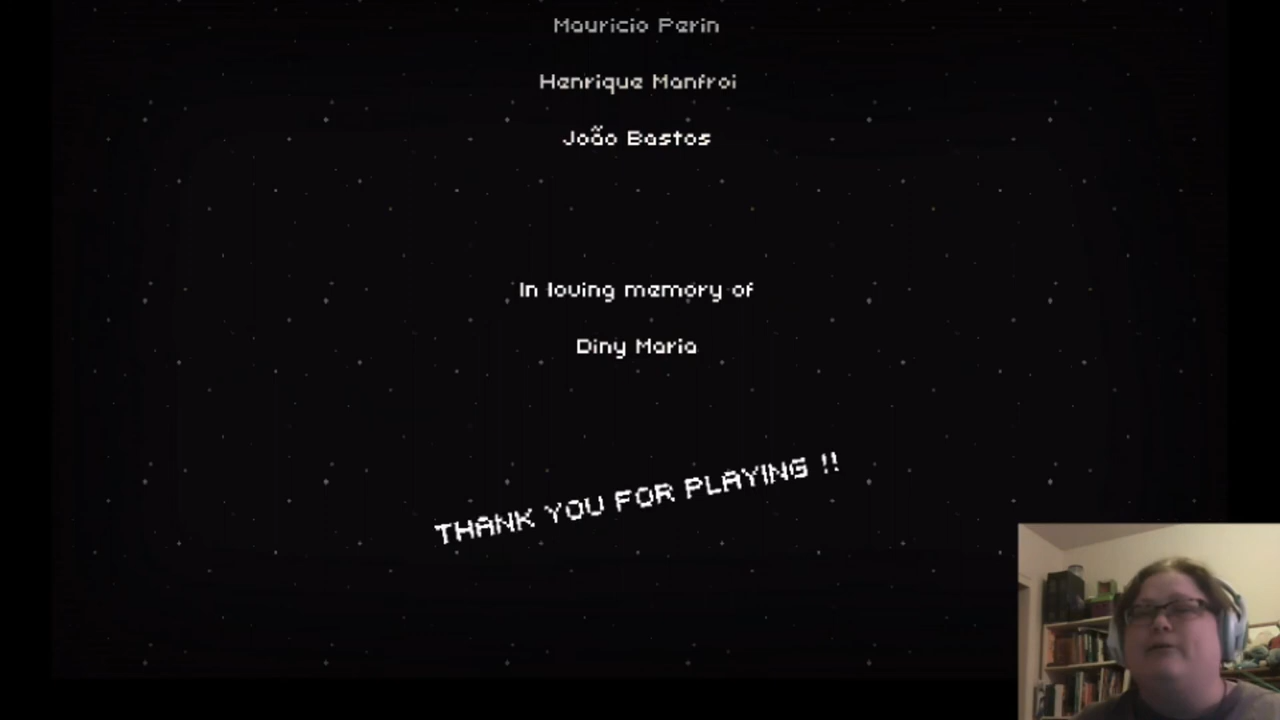 Mauricio Perin
Henrique Manfroi
João Bastos
In loving memory of
Diny Maria
THANK YOU FOR PLAYING !!